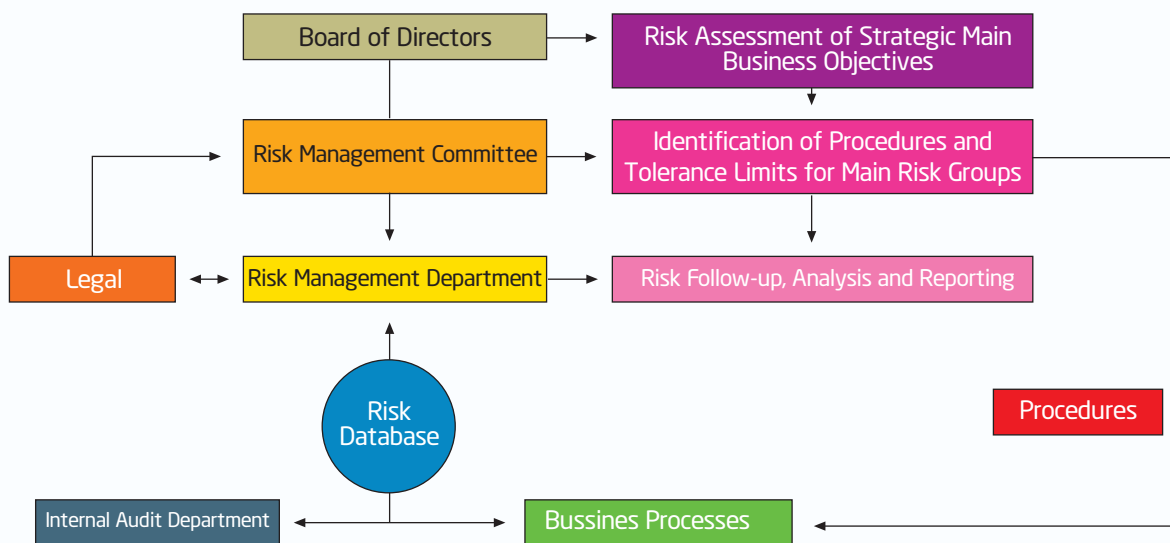 Board of Directors
Risk Assessment of Strategic Main
Business Objectives
Risk Management Committee
Identification of Procedures and
Tolerance Limits for Main Risk Groups
Legal
Risk Management Department
Risk Follow-up, Analysis and Reporting
Risk
Database
Procedures
Internal Audit Department
Bussines Processes